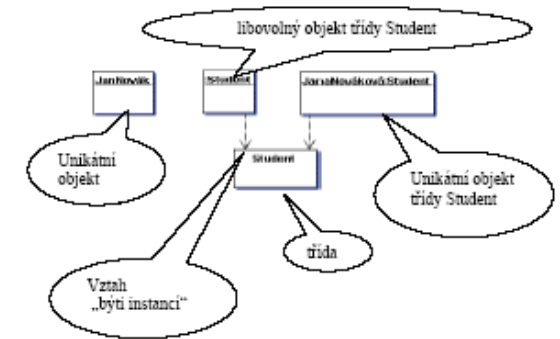 libovolný objekt třídy Student
JanNovák
Student
JanaNováková:Student
Unikátní
objekt
Student
Unikátní objekt
třídy Student
třída
Vztah
„býti instancí“